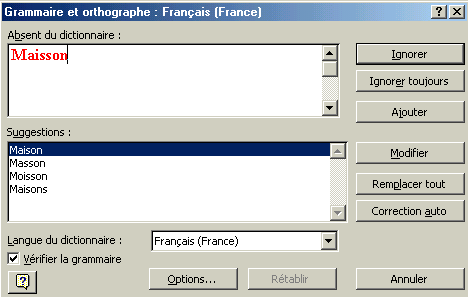 Grammaire et orthographe : Français (France)
Absent du dictionnaire :
Maisson
Ignorer
Ignorer toujours
Ajouter
Suggestions :
Maison
Masson
Moisson
Maisons
Modifier
Remplacer tout
Correction auto
Langue du dictionnaire :
Français (France)
Vérifier la grammaire
Options...
Rétablir
Annuler